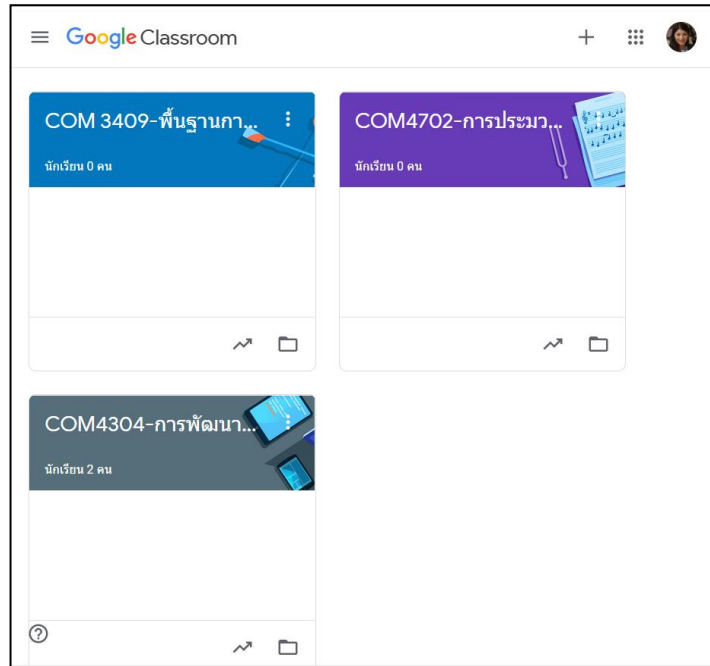 Google Classroom
COM 3409-พื้นฐานกา...
นักเรียน 0 คน
COM4702-การประมว...
นักเรียน 0 คน
COM4304-การพัฒนา...
นักเรียน 2 คน